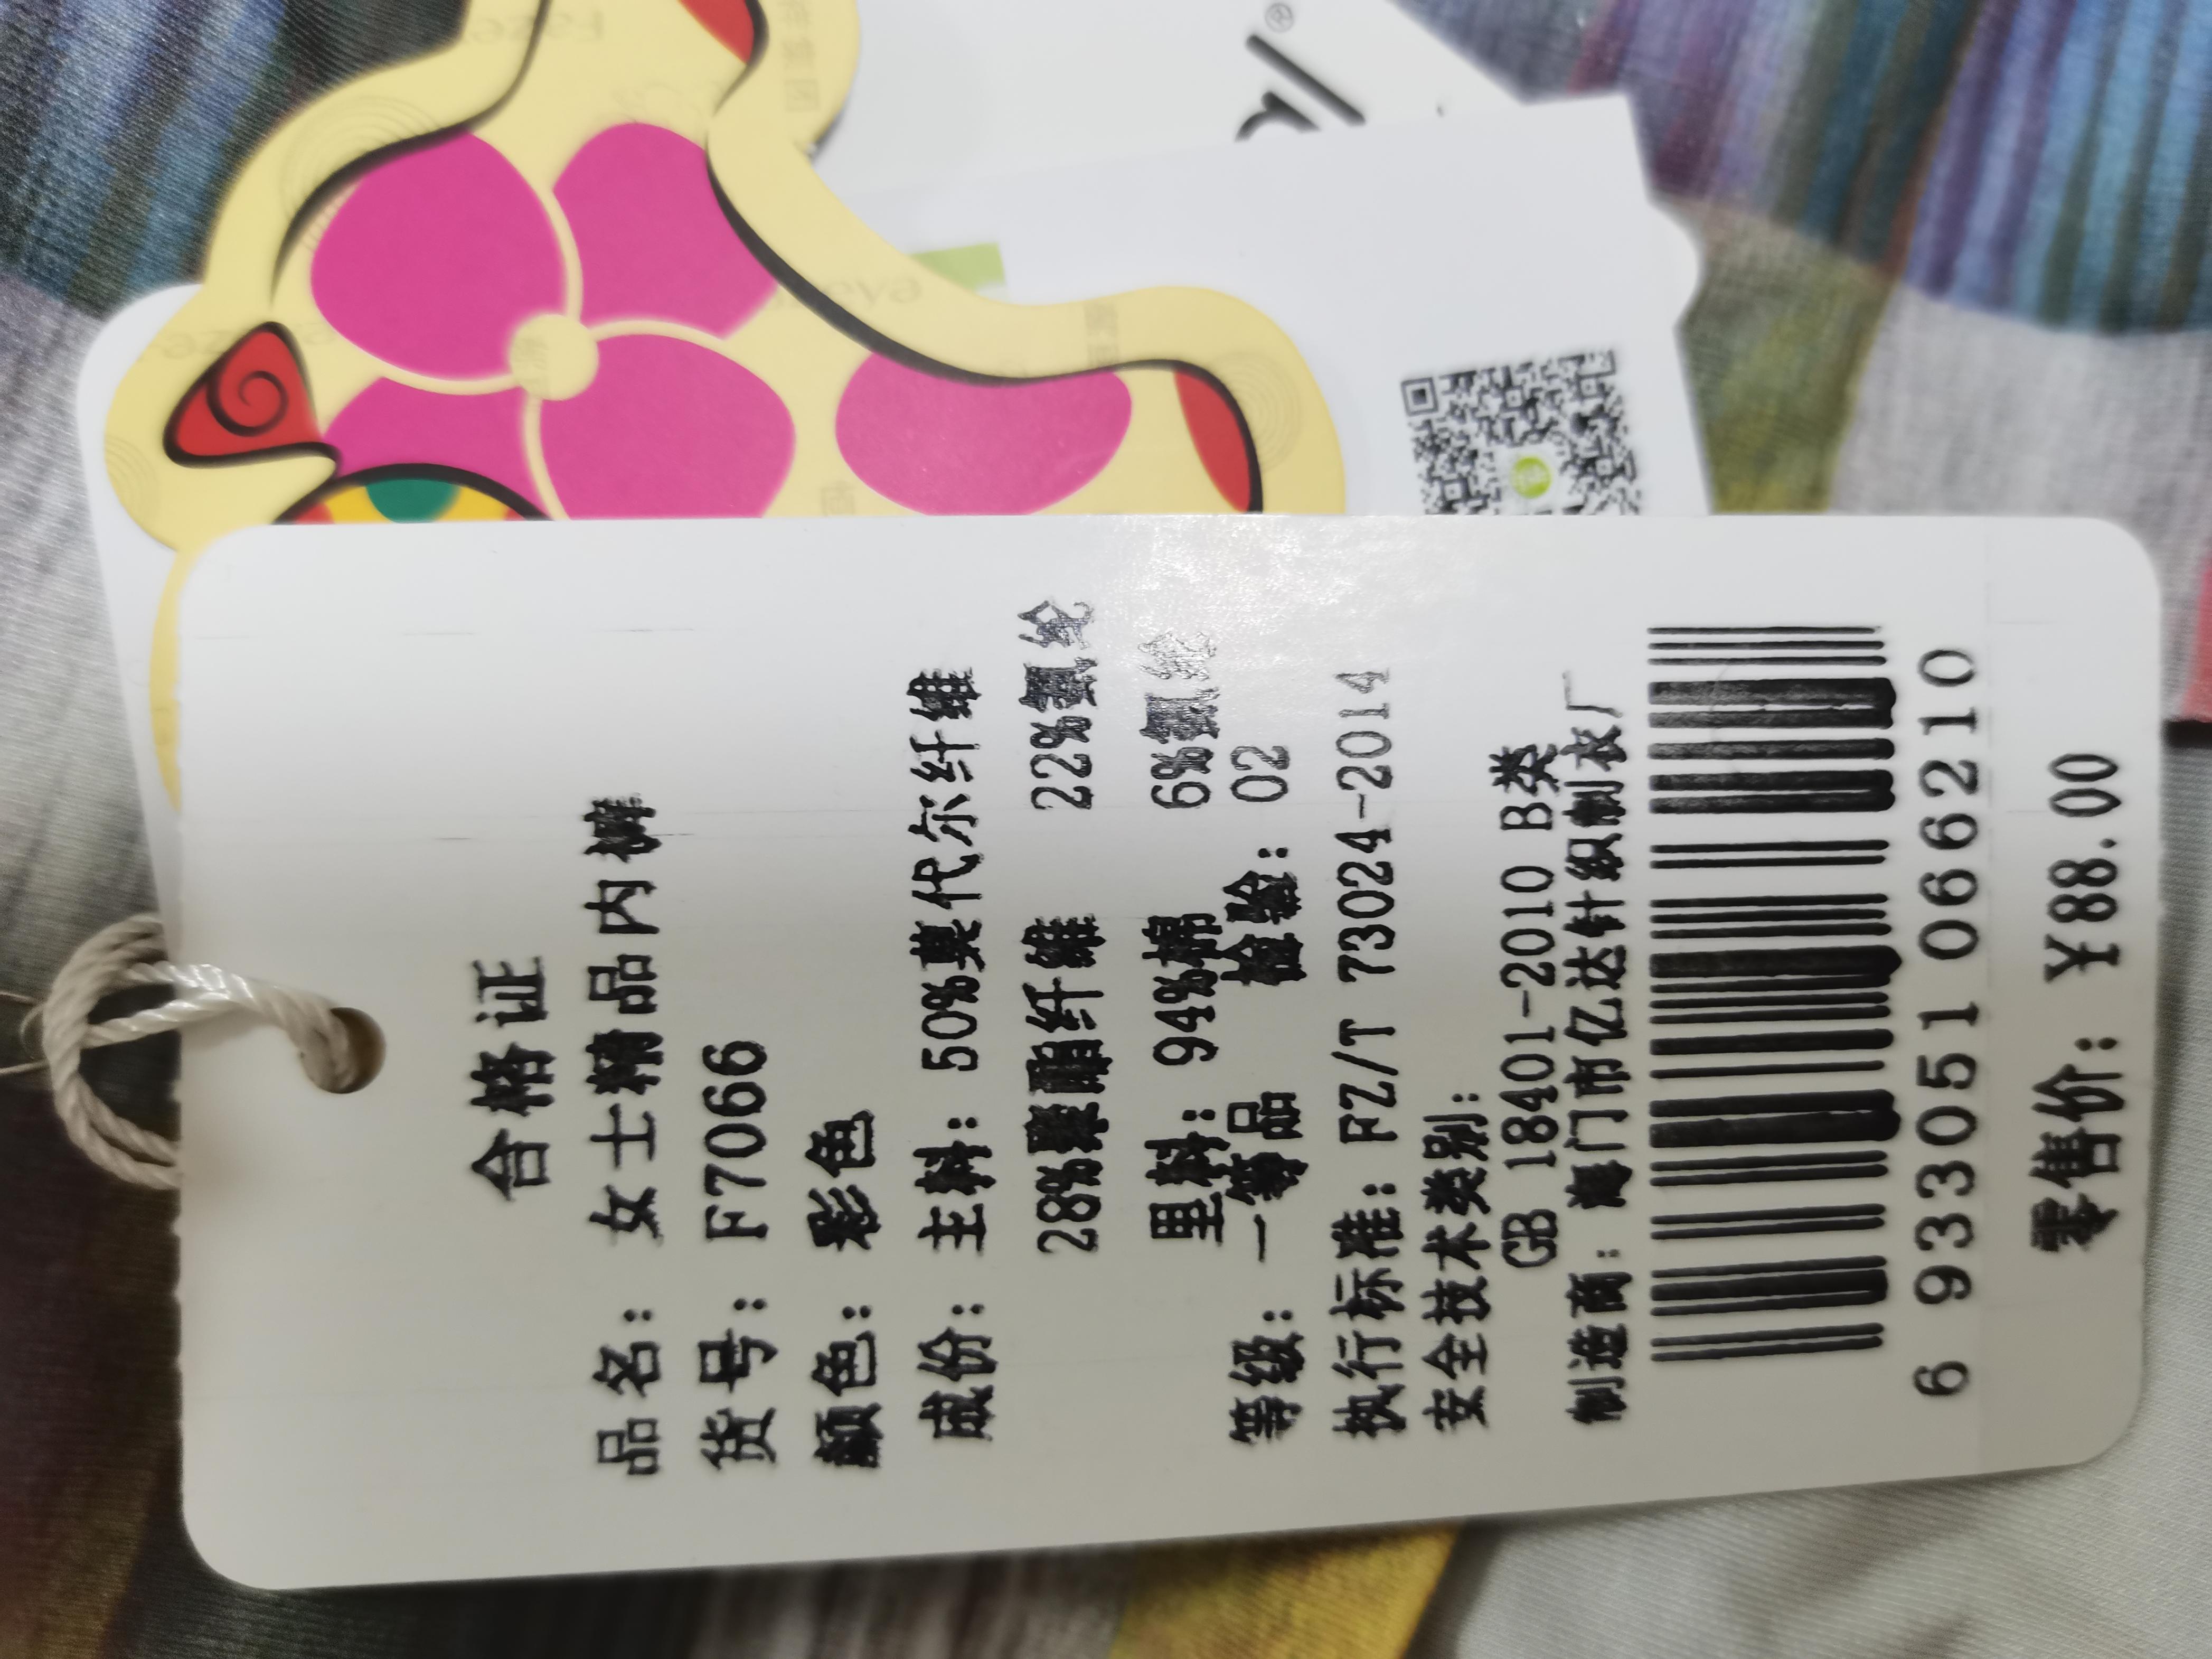 合格证
品名: 女士精品内裤
货号: F7066
颜色: 彩色
成份: 主料: 50%莫代尔纤维
28%聚酯纤维 22%氨纶
里料: 94%棉 6%氨纶
等级: 一等品 检验: 02
执行标准: FZ/T 73024-2014
安全技术类别:
GB 18401-2010 B类
制造商: 海门市亿达针织制衣厂
6 933051 066210
零售价: ¥88.00